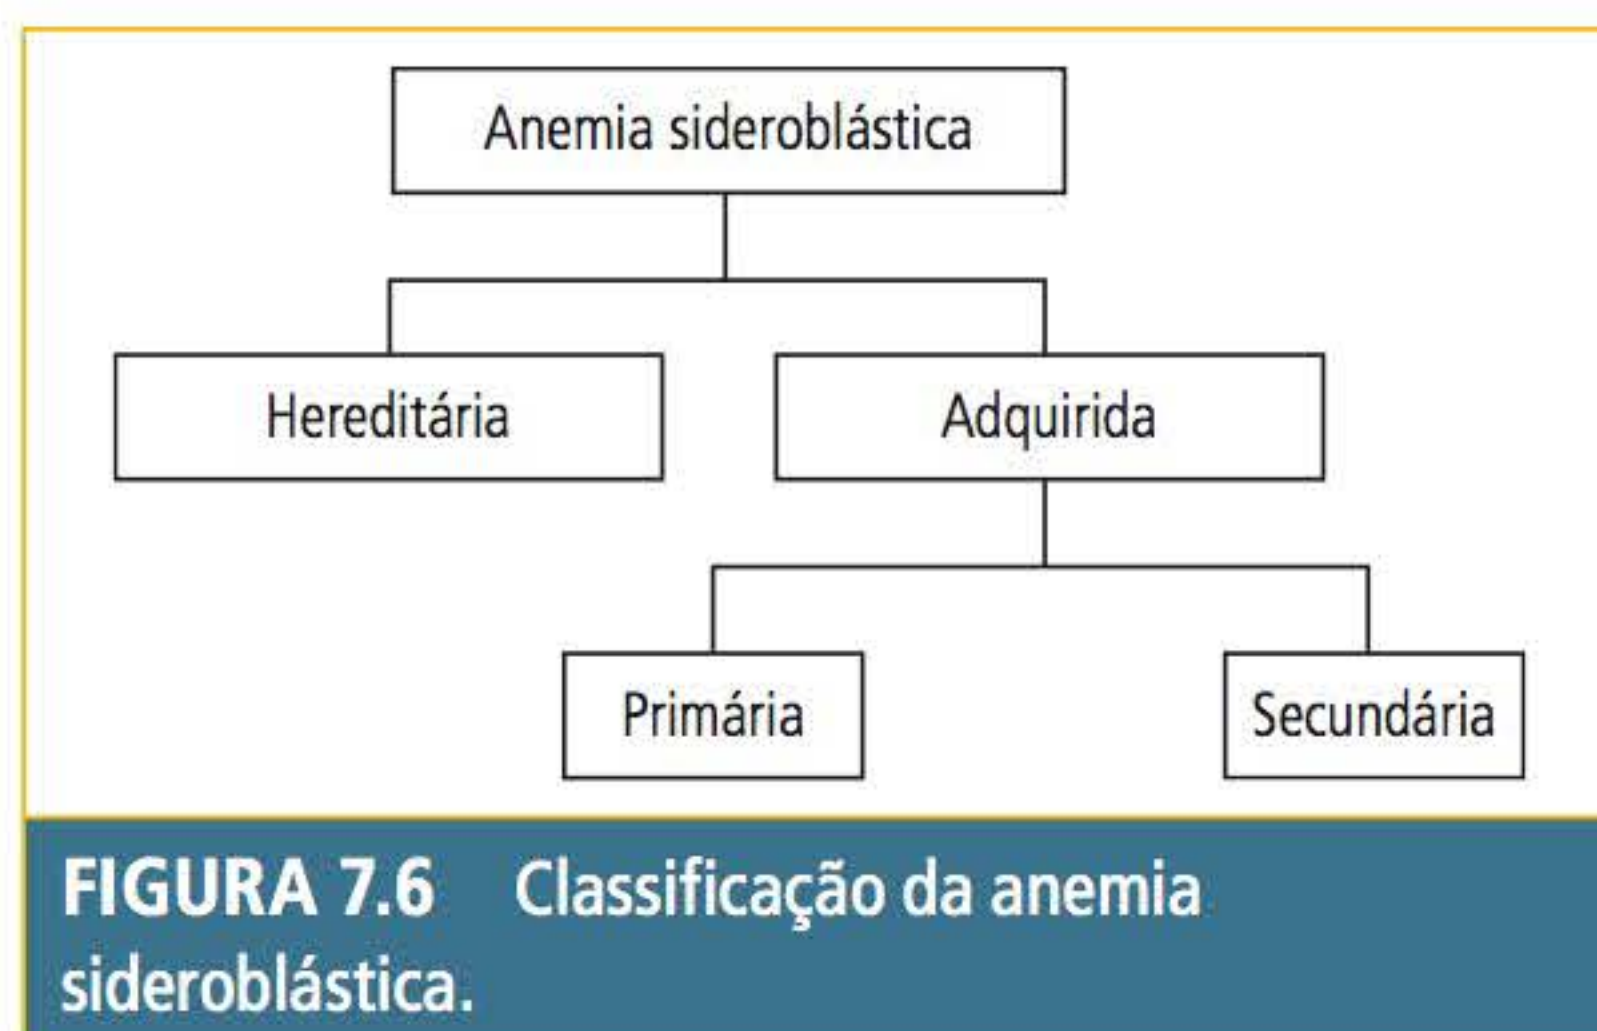 Anemia sideroblástica
Hereditária
Adquirida
Primária
Secundária
FIGURA 7.6 Classificação da anemia
sideroblástica.